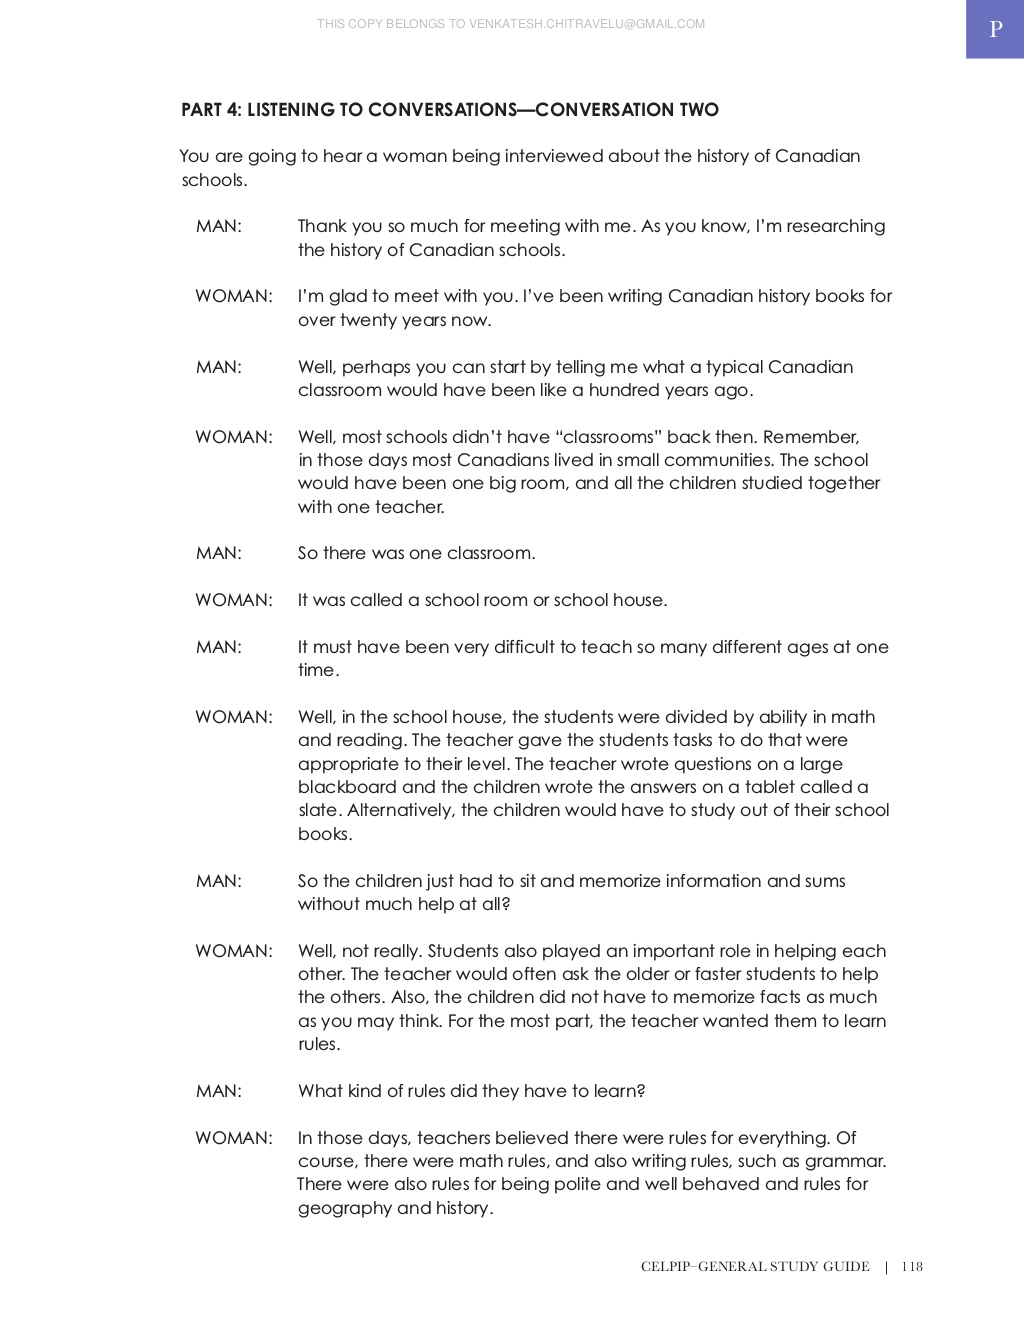 THIS COPY BELONGS TO VENKATESH.CHITRAVELU@GMAIL.COM
P
PART 4: LISTENING TO CONVERSATIONS—CONVERSATION TWO
You are going to hear a woman being interviewed about the history of Canadian
schools.
MAN: Thank you so much for meeting with me. As you know, I'm researching
the history of Canadian schools.
WOMAN: I'm glad to meet with you. I've been writing Canadian history books for
over twenty years now.
MAN: Well, perhaps you can start by telling me what a typical Canadian
classroom would have been like a hundred years ago.
WOMAN: Well, most schools didn't have “classrooms” back then. Remember,
in those days most Canadians lived in small communities. The school
would have been one big room, and all the children studied together
with one teacher.
MAN: So there was one classroom.
WOMAN: It was called a school room or school house.
MAN: It must have been very difficult to teach so many different ages at one
time.
WOMAN: Well, in the school house, the students were divided by ability in math
and reading. The teacher gave the students tasks to do that were
appropriate to their level. The teacher wrote questions on a large
blackboard and the children wrote the answers on a tablet called a
slate. Alternatively, the children would have to study out of their school
books.
MAN: So the children just had to sit and memorize information and sums
without much help at all?
WOMAN: Well, not really. Students also played an important role in helping each
other. The teacher would often ask the older or faster students to help
the others. Also, the children did not have to memorize facts as much
as you may think. For the most part, the teacher wanted them to learn
rules.
MAN: What kind of rules did they have to learn?
WOMAN: In those days, teachers believed there were rules for everything. Of
course, there were math rules, and also writing rules, such as grammar.
There were also rules for being polite and well behaved and rules for
geography and history.
CELPIP–GENERAL STUDY GUIDE | 118